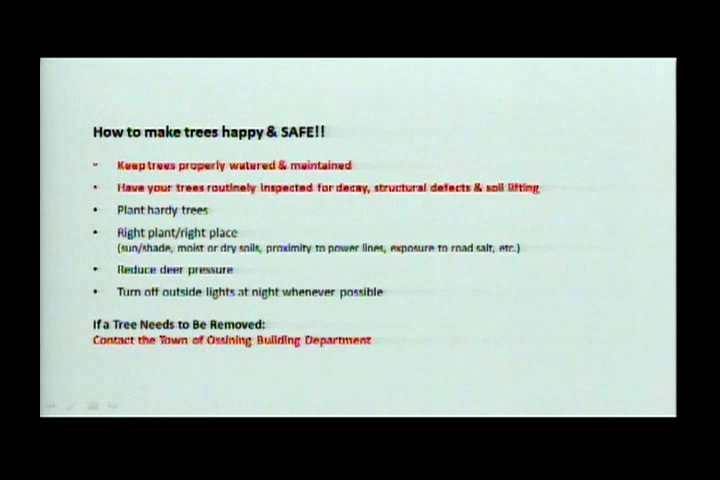 How to make trees happy & SAFE!!
• Keep trees properly watered & maintained
• Have your trees routinely inspected for decay, structural defects & soil lifting
• Plant hardy trees
• Right plant/right place
(sun/shade, moist or dry soils, proximity to power lines, exposure to road salt, etc.)
• Reduce deer pressure
• Turn off outside lights at night whenever possible
If a Tree Needs to Be Removed:
Contact the Town of Ossining Building Department